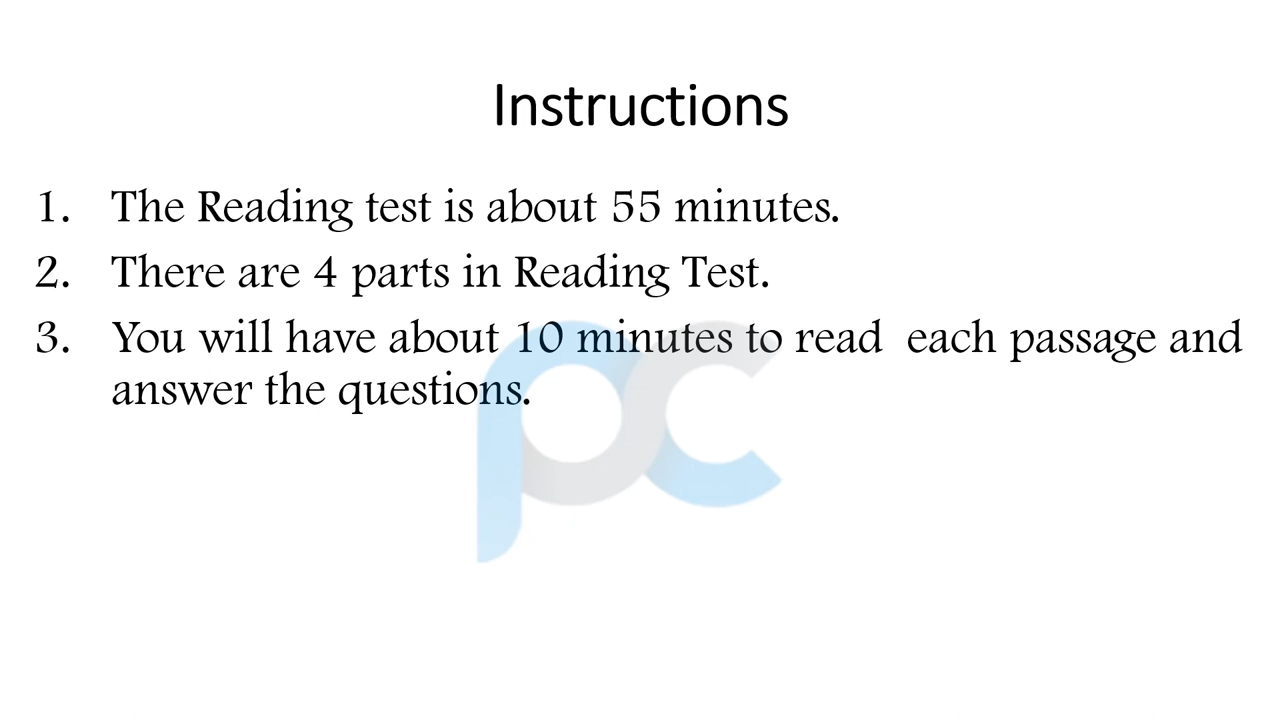 Instructions
1. The Reading test is about 55 minutes.
2. There are 4 parts in Reading Test.
3. You will have about 10 minutes to read  each passage and
answer the questions.
pc